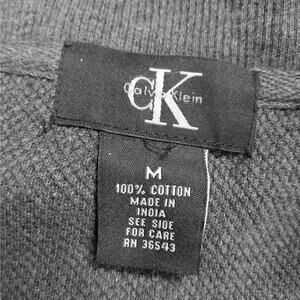 CK
Calvin Klein
M
100% COTTON
MADE IN
INDIA
SEE SIDE
FOR CARE
RN 36543